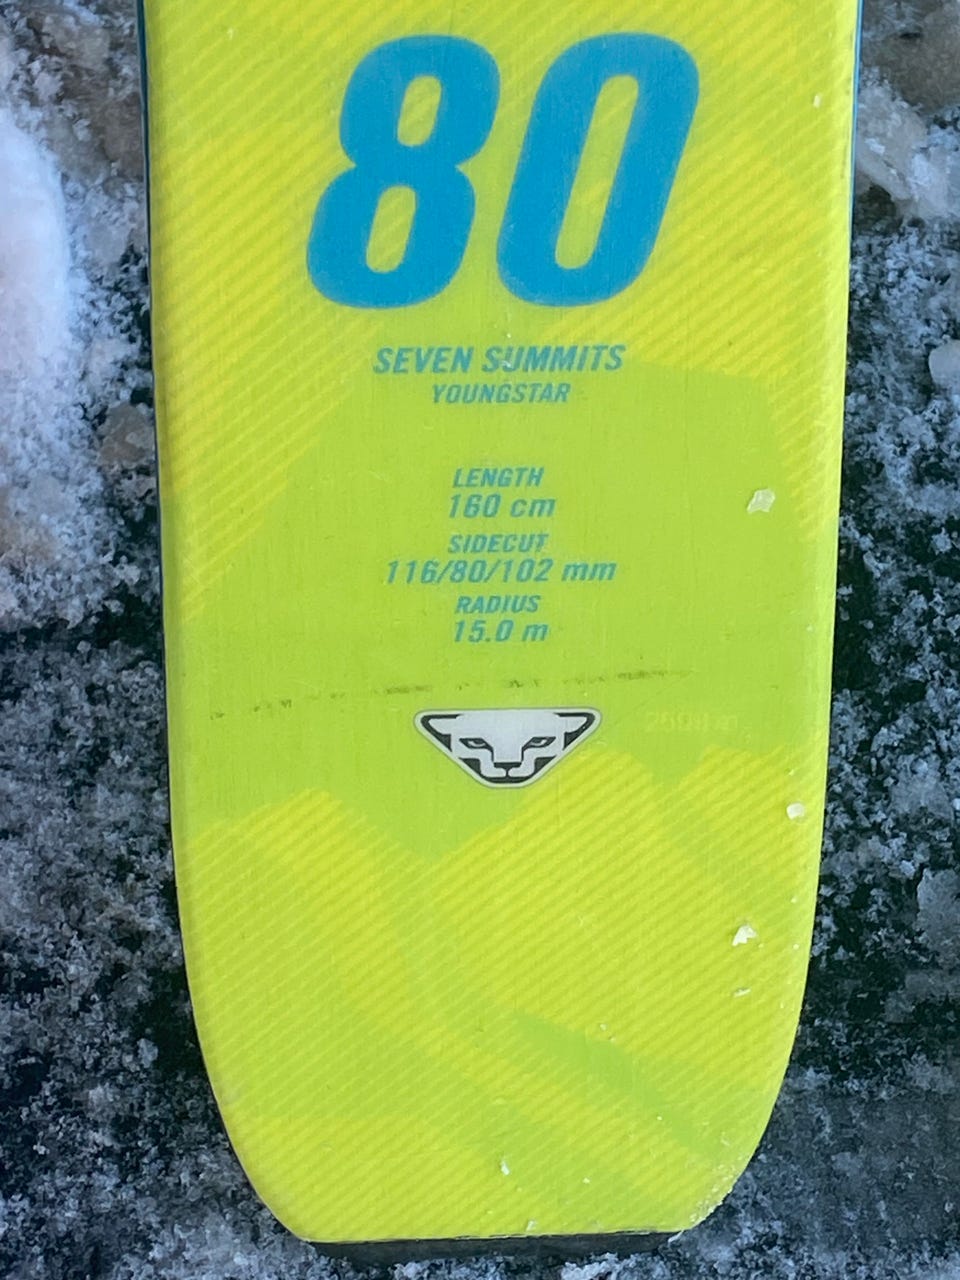 80
SEVEN SUMMITS
YOUNGSTAR
LENGTH
160 cm
SIDECUT
116/80/102 mm
RADIUS
15.0 m